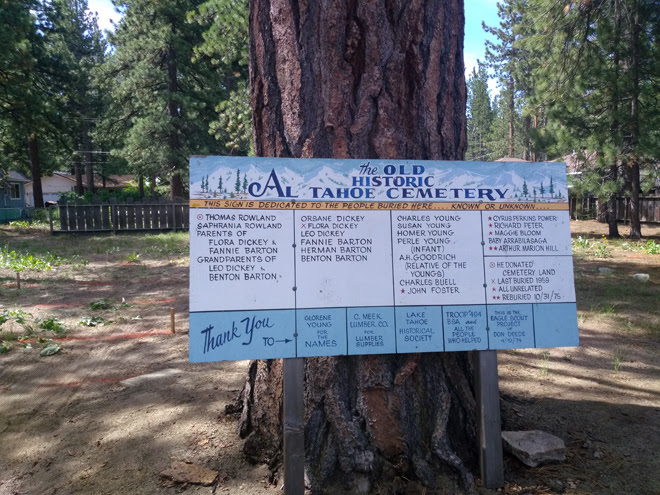 the OLD
HISTORIC
AL TAHOE CEMETERY
THIS SIGN IS DEDICATED TO THE PEOPLE BURIED HERE KNOWN OR UNKNOWN
⊙ THOMAS ROWLAND
SAPHRANIA ROWLAND
PARENTS OF
FLORA DICKEY &
FANNIE BARTON
GRANDPARENTS OF
LEO DICKEY &
BENTON BARTON
ORBANE DICKEY
X FLORA DICKEY
LEO DICKEY
FANNIE BARTON
HERMAN BARTON
BENTON BARTON
CHARLES YOUNG
SUSAN YOUNG
HOMER YOUNG
PERLE YOUNG
(INFANT)
A.H. GOODRICH
(RELATIVE OF THE
YOUNGS)
CHARLES BUELL
★ JOHN FOSTER
★ CYRUS PERKINS POWER
★ RICHARD PETER
★ MAGGIE BLOOM
BABY ARRABILASAGA
★★ ARTHUR MARION HILL
⊙ HE DONATED
CEMETERY LAND
X LAST BURIED 1959
★ ALL UNRELATED
★★ REBURIED 10/31/75
Thank You
TO
GLORENE
YOUNG
FOR
NAMES
C. MEEK
LUMBER CO.
FOR
LUMBER
SUPPLIES
LAKE
TAHOE
HISTORICAL
SOCIETY
TROOP #494
BSA AND
ALL THE
PEOPLE
WHO HELPED
THIS IS THE
EAGLE SCOUT
PROJECT
OF
DON DEEDE